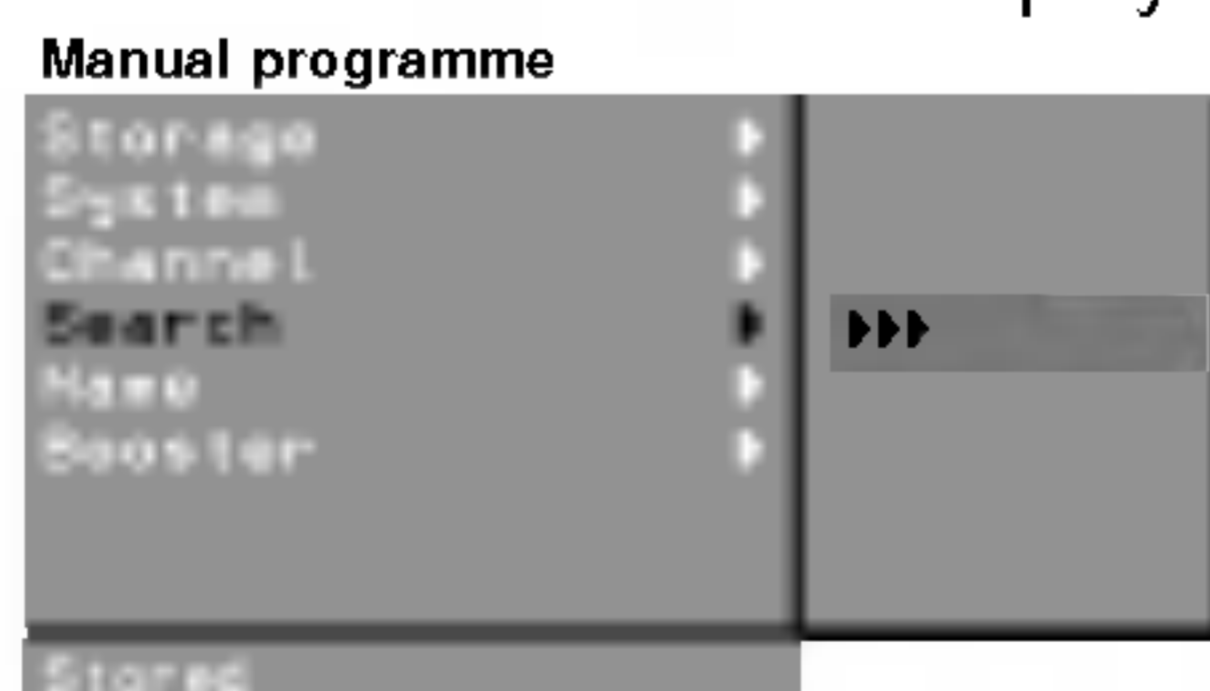 Manual programme
Storage
System
Channel
Search
Name
Booster
Stored